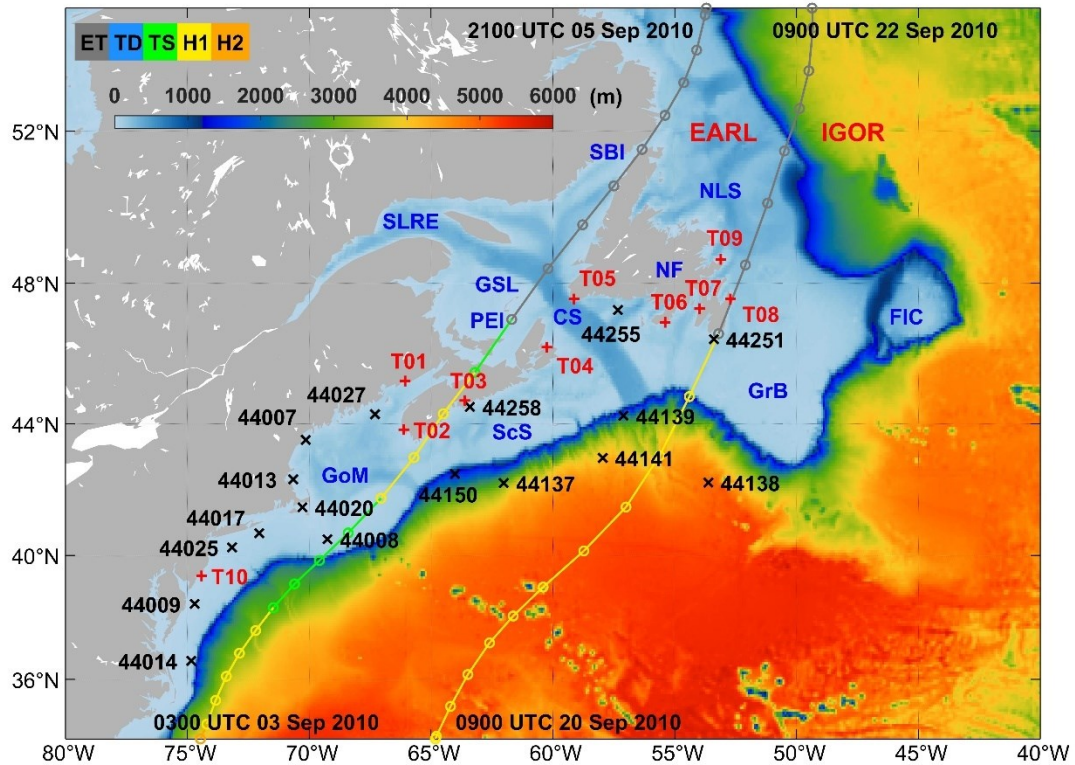 2100 UTC 05 Sep 2010
0900 UTC 22 Sep 2010
ET TD TS H1 H2
0 1000 2000 3000 4000 5000 6000 (m)
52°N
EARL
IGOR
SBI
NLS
SLRE
T09
NF
48°N
GSL
T05
T07
T06
T08
PEI
CS
44255
44251
FIC
T01
T04
T03
GrB
44027
44258
44139
44007
44°N
T02
ScS
44141
GoM
44013
44150
44137
44138
44020
44017
44008
44025
40°N
T10
44009
44014
36°N
0300 UTC 03 Sep 2010
0900 UTC 20 Sep 2010
80°W 75°W 70°W 65°W 60°W 55°W 50°W 45°W 40°W